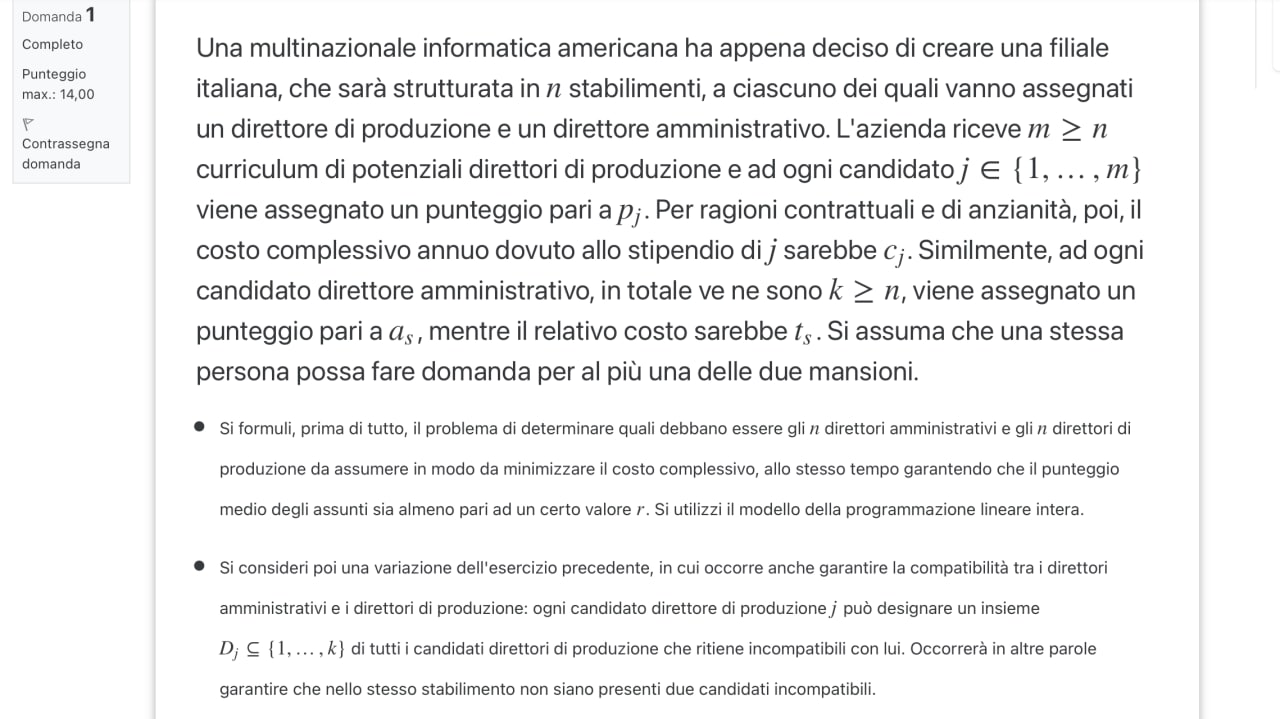 Domanda 1
Completo
Punteggio
max.: 14,00
Contrassegna
domanda
Una multinazionale informatica americana ha appena deciso di creare una filiale
italiana, che sarà strutturata in n stabilimenti, a ciascuno dei quali vanno assegnati
un direttore di produzione e un direttore amministrativo. L'azienda riceve m ≥ n
curriculum di potenziali direttori di produzione e ad ogni candidato j ∈ {1, … , m}
viene assegnato un punteggio pari a p_j. Per ragioni contrattuali e di anzianità, poi, il
costo complessivo annuo dovuto allo stipendio di j sarebbe c_j. Similmente, ad ogni
candidato direttore amministrativo, in totale ve ne sono k ≥ n, viene assegnato un
punteggio pari a a_s, mentre il relativo costo sarebbe t_s. Si assuma che una stessa
persona possa fare domanda per al più una delle due mansioni.
• Si formuli, prima di tutto, il problema di determinare quali debbano essere gli n direttori amministrativi e gli n direttori di
produzione da assumere in modo da minimizzare il costo complessivo, allo stesso tempo garantendo che il punteggio
medio degli assunti sia almeno pari ad un certo valore r. Si utilizzi il modello della programmazione lineare intera.
• Si consideri poi una variazione dell'esercizio precedente, in cui occorre anche garantire la compatibilità tra i direttori
amministrativi e i direttori di produzione: ogni candidato direttore di produzione j può designare un insieme
D_j ⊆ {1, … , k} di tutti i candidati direttori di produzione che ritiene incompatibili con lui. Occorrerà in altre parole
garantire che nello stesso stabilimento non siano presenti due candidati incompatibili.